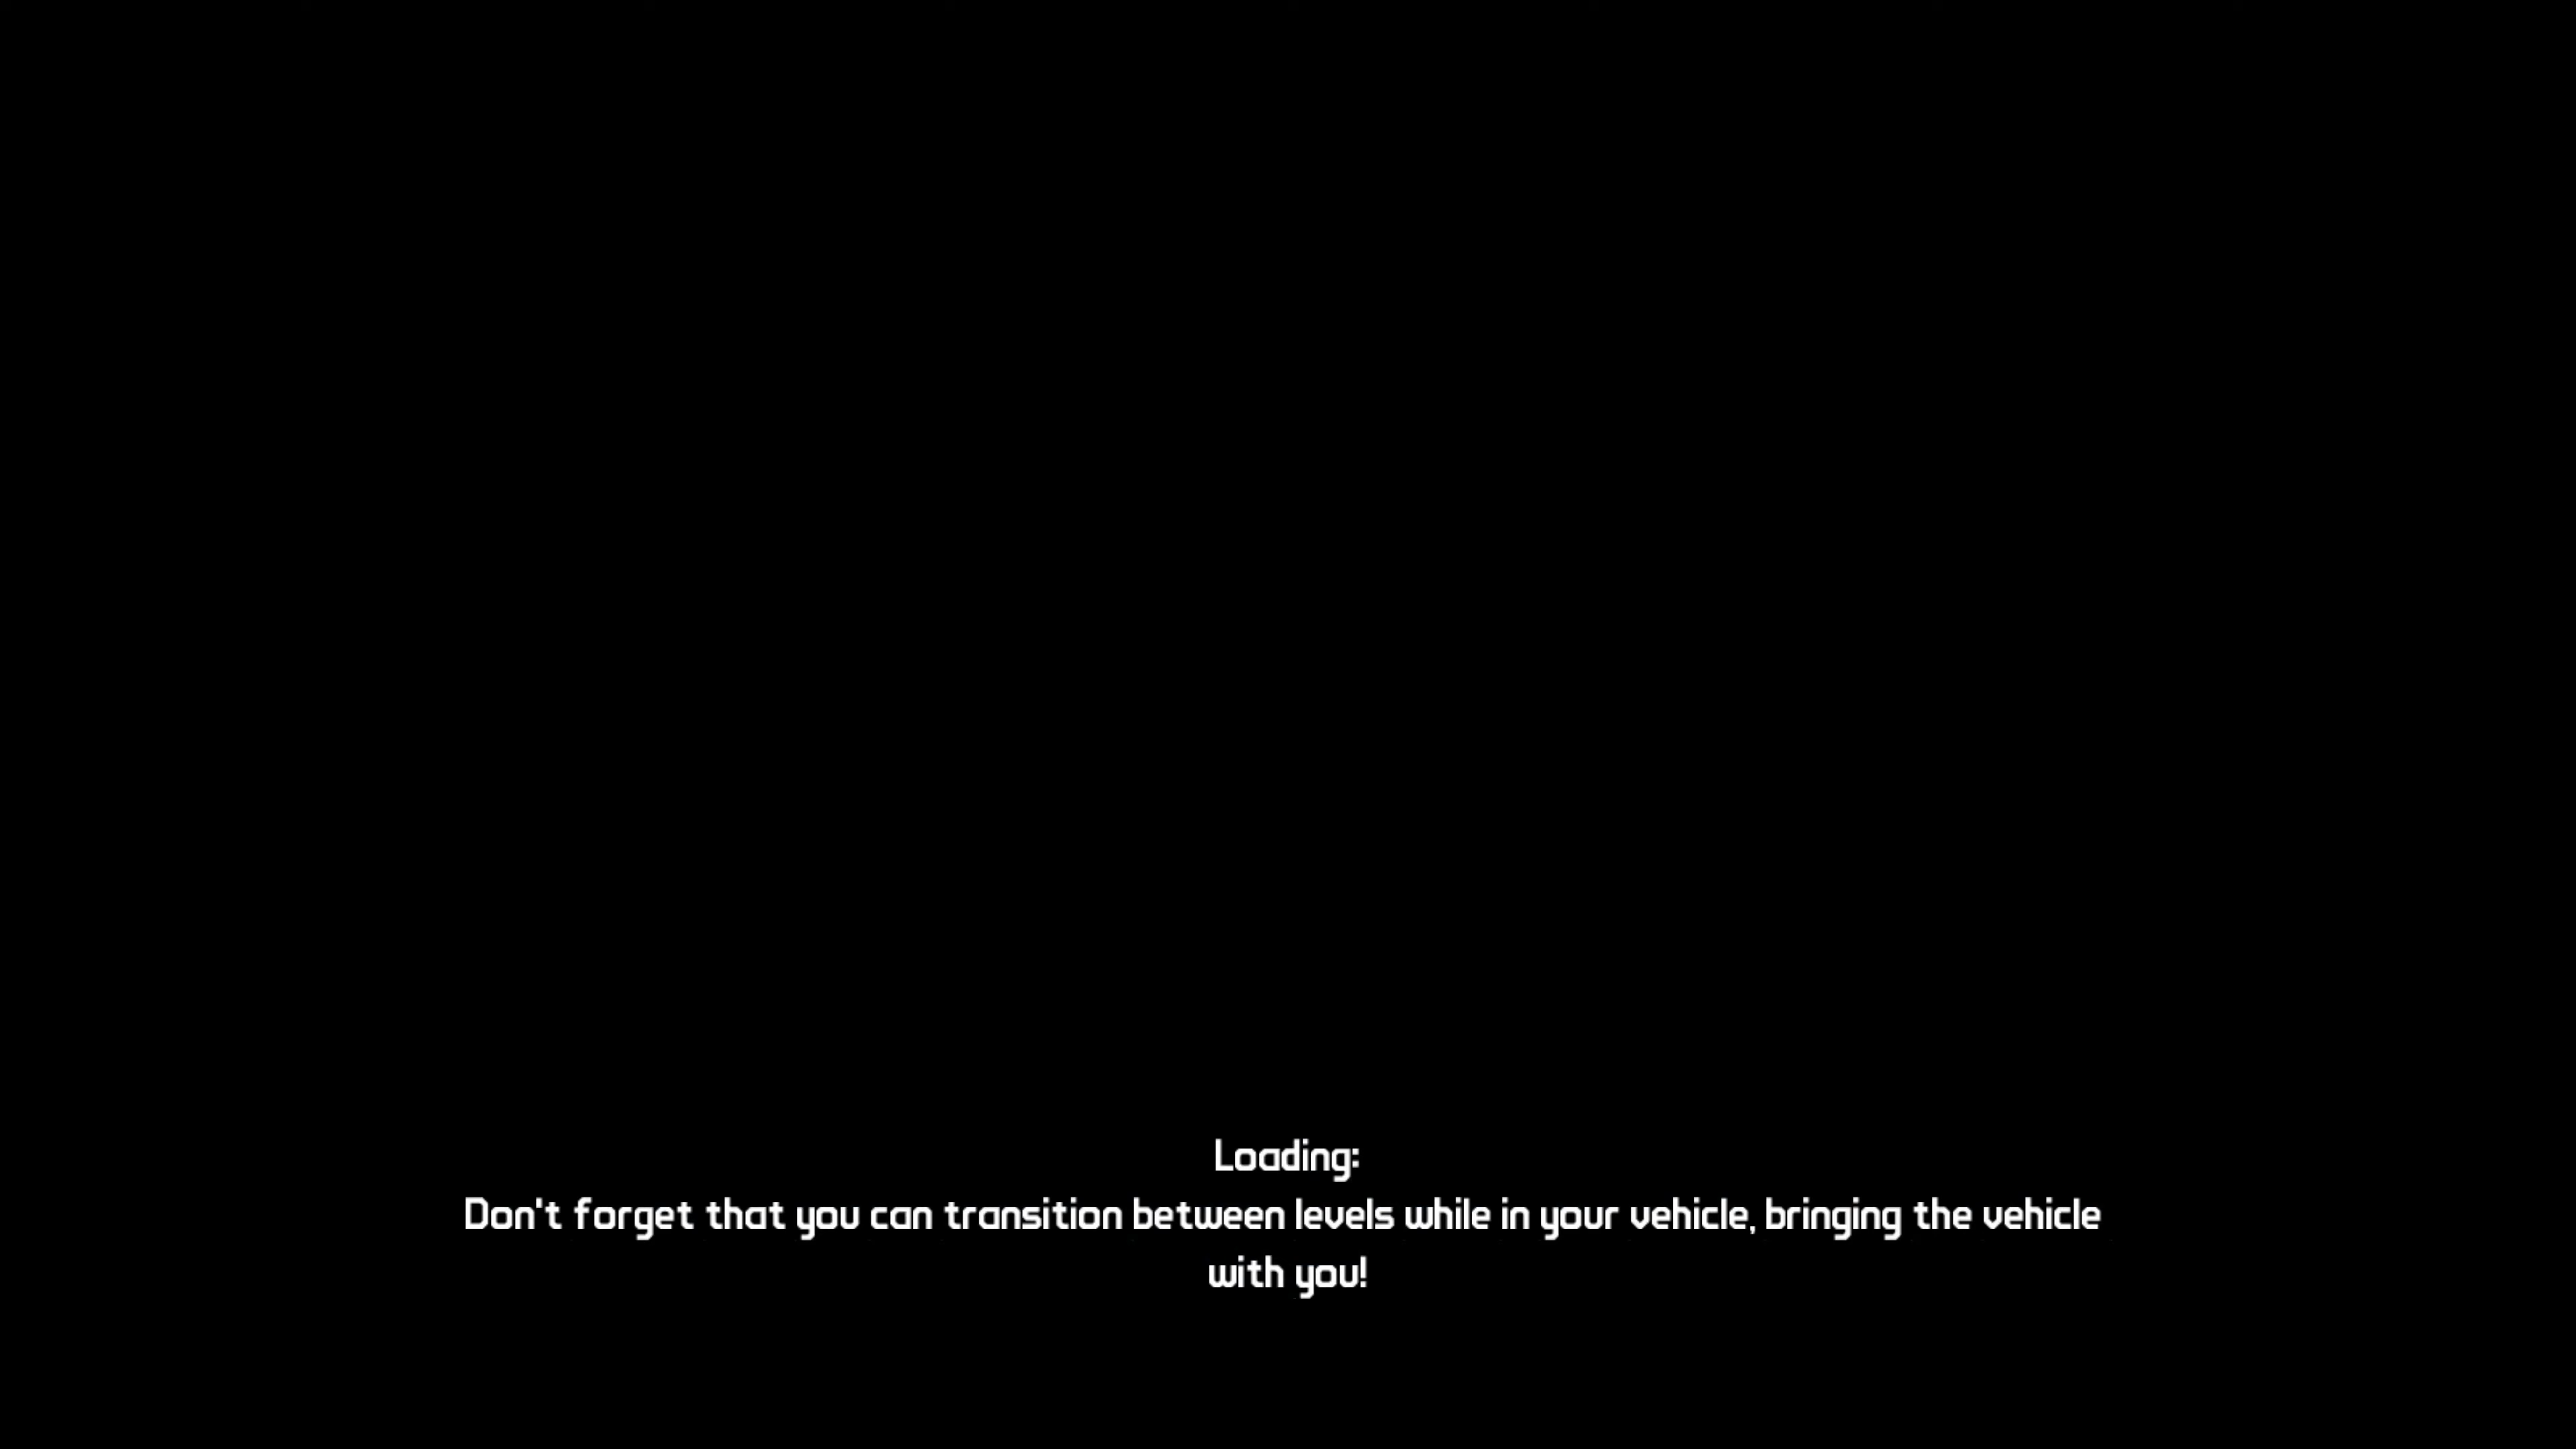 Loading:
Don't forget that you can transition between levels while in your vehicle, bringing the vehicle
with you!